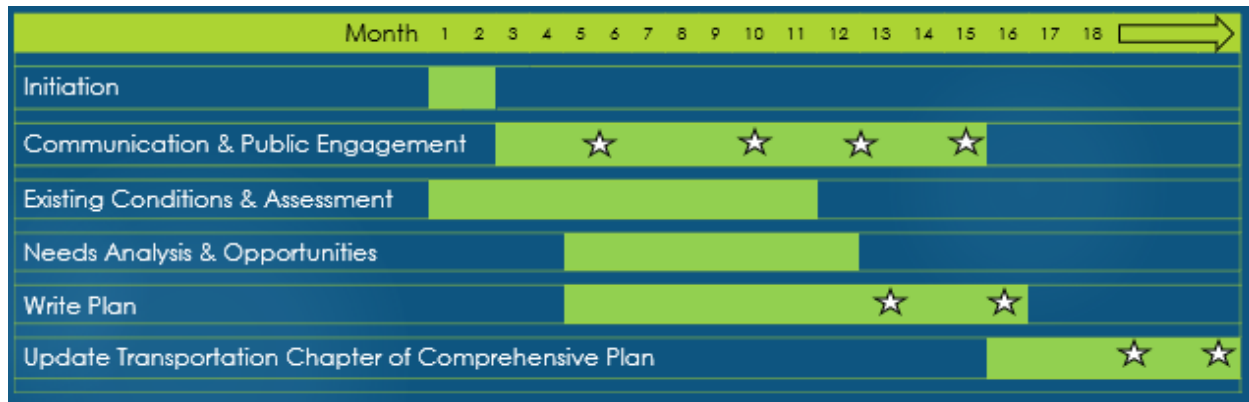 Month 1 2 3 4 5 6 7 8 9 10 11 12 13 14 15 16 17 18
Initiation
Communication & Public Engagement
Existing Conditions & Assessment
Needs Analysis & Opportunities
Write Plan
Update Transportation Chapter of Comprehensive Plan